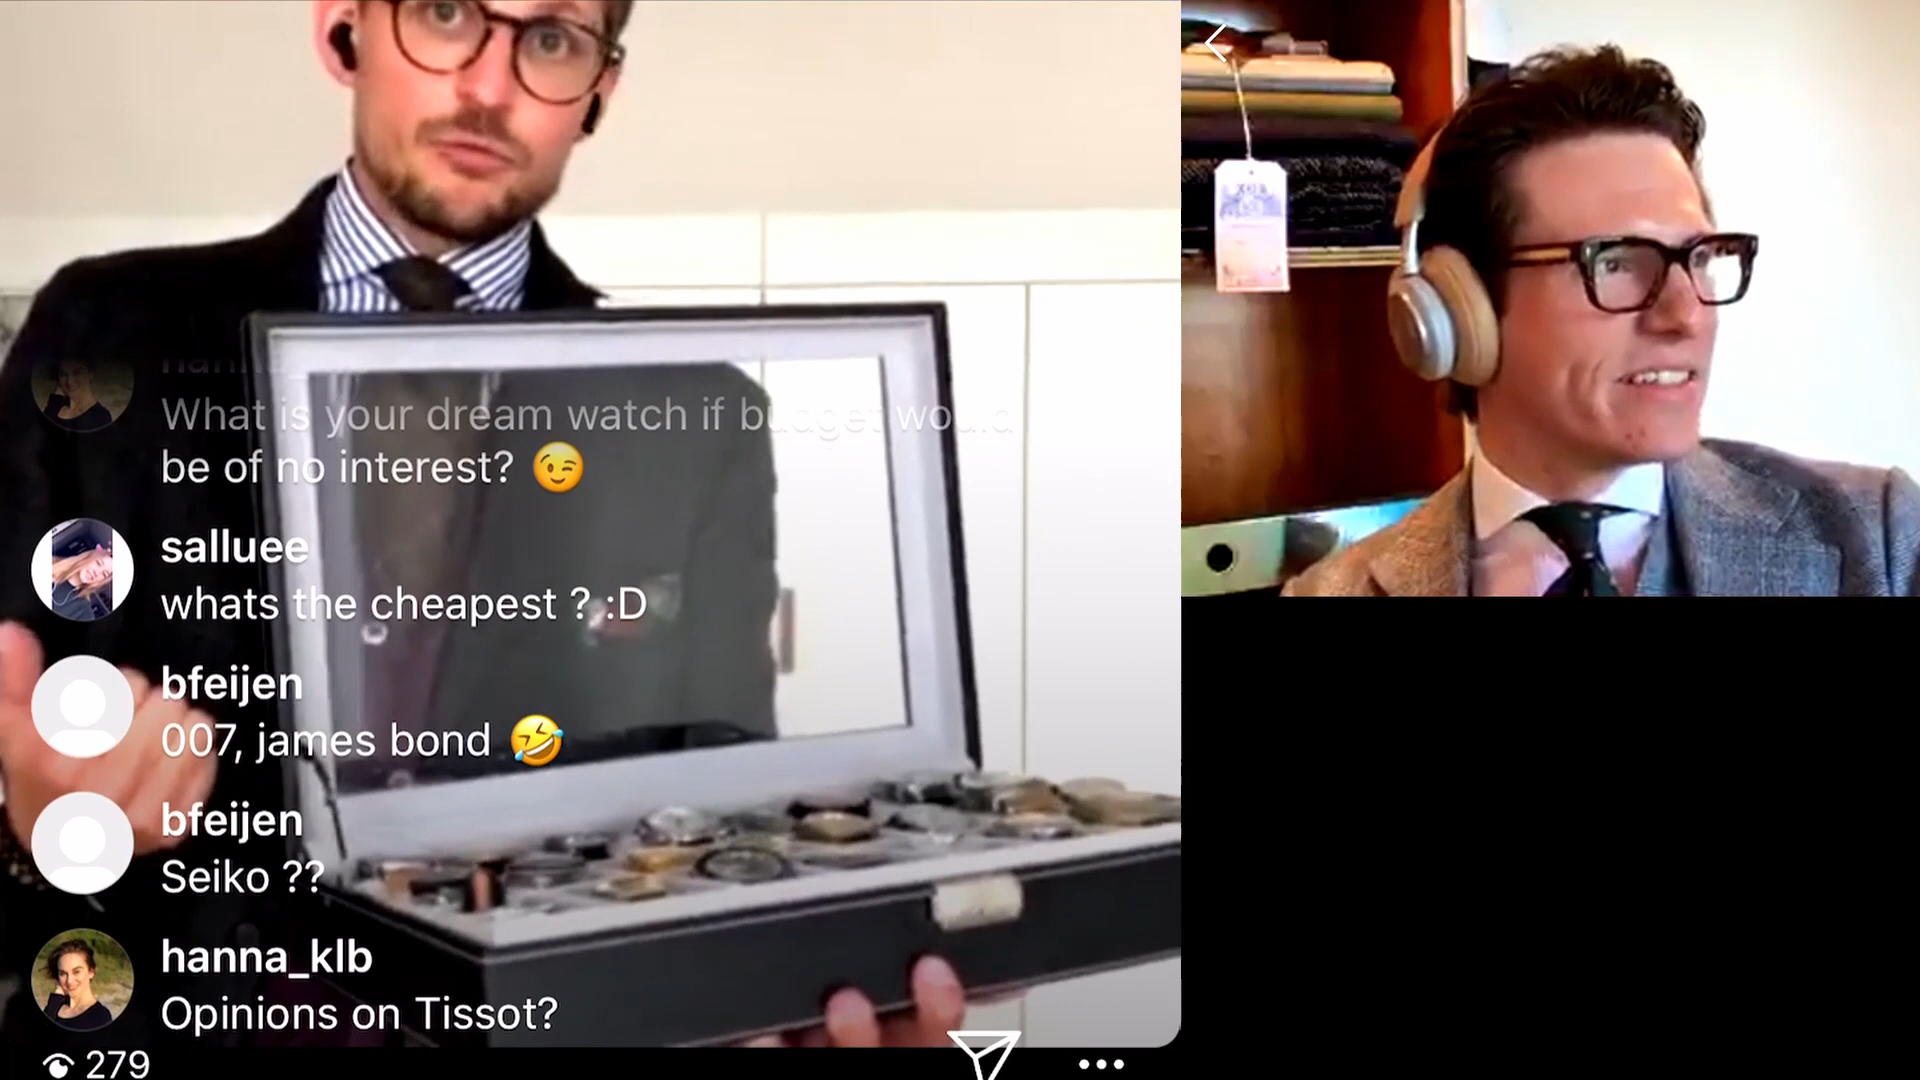 What is your dream watch if budget would
be of no interest? 😉
salluee
whats the cheapest ? :D
bfeijen
007, james bond 🤣
bfeijen
Seiko ??
hanna_klb
Opinions on Tissot?
279